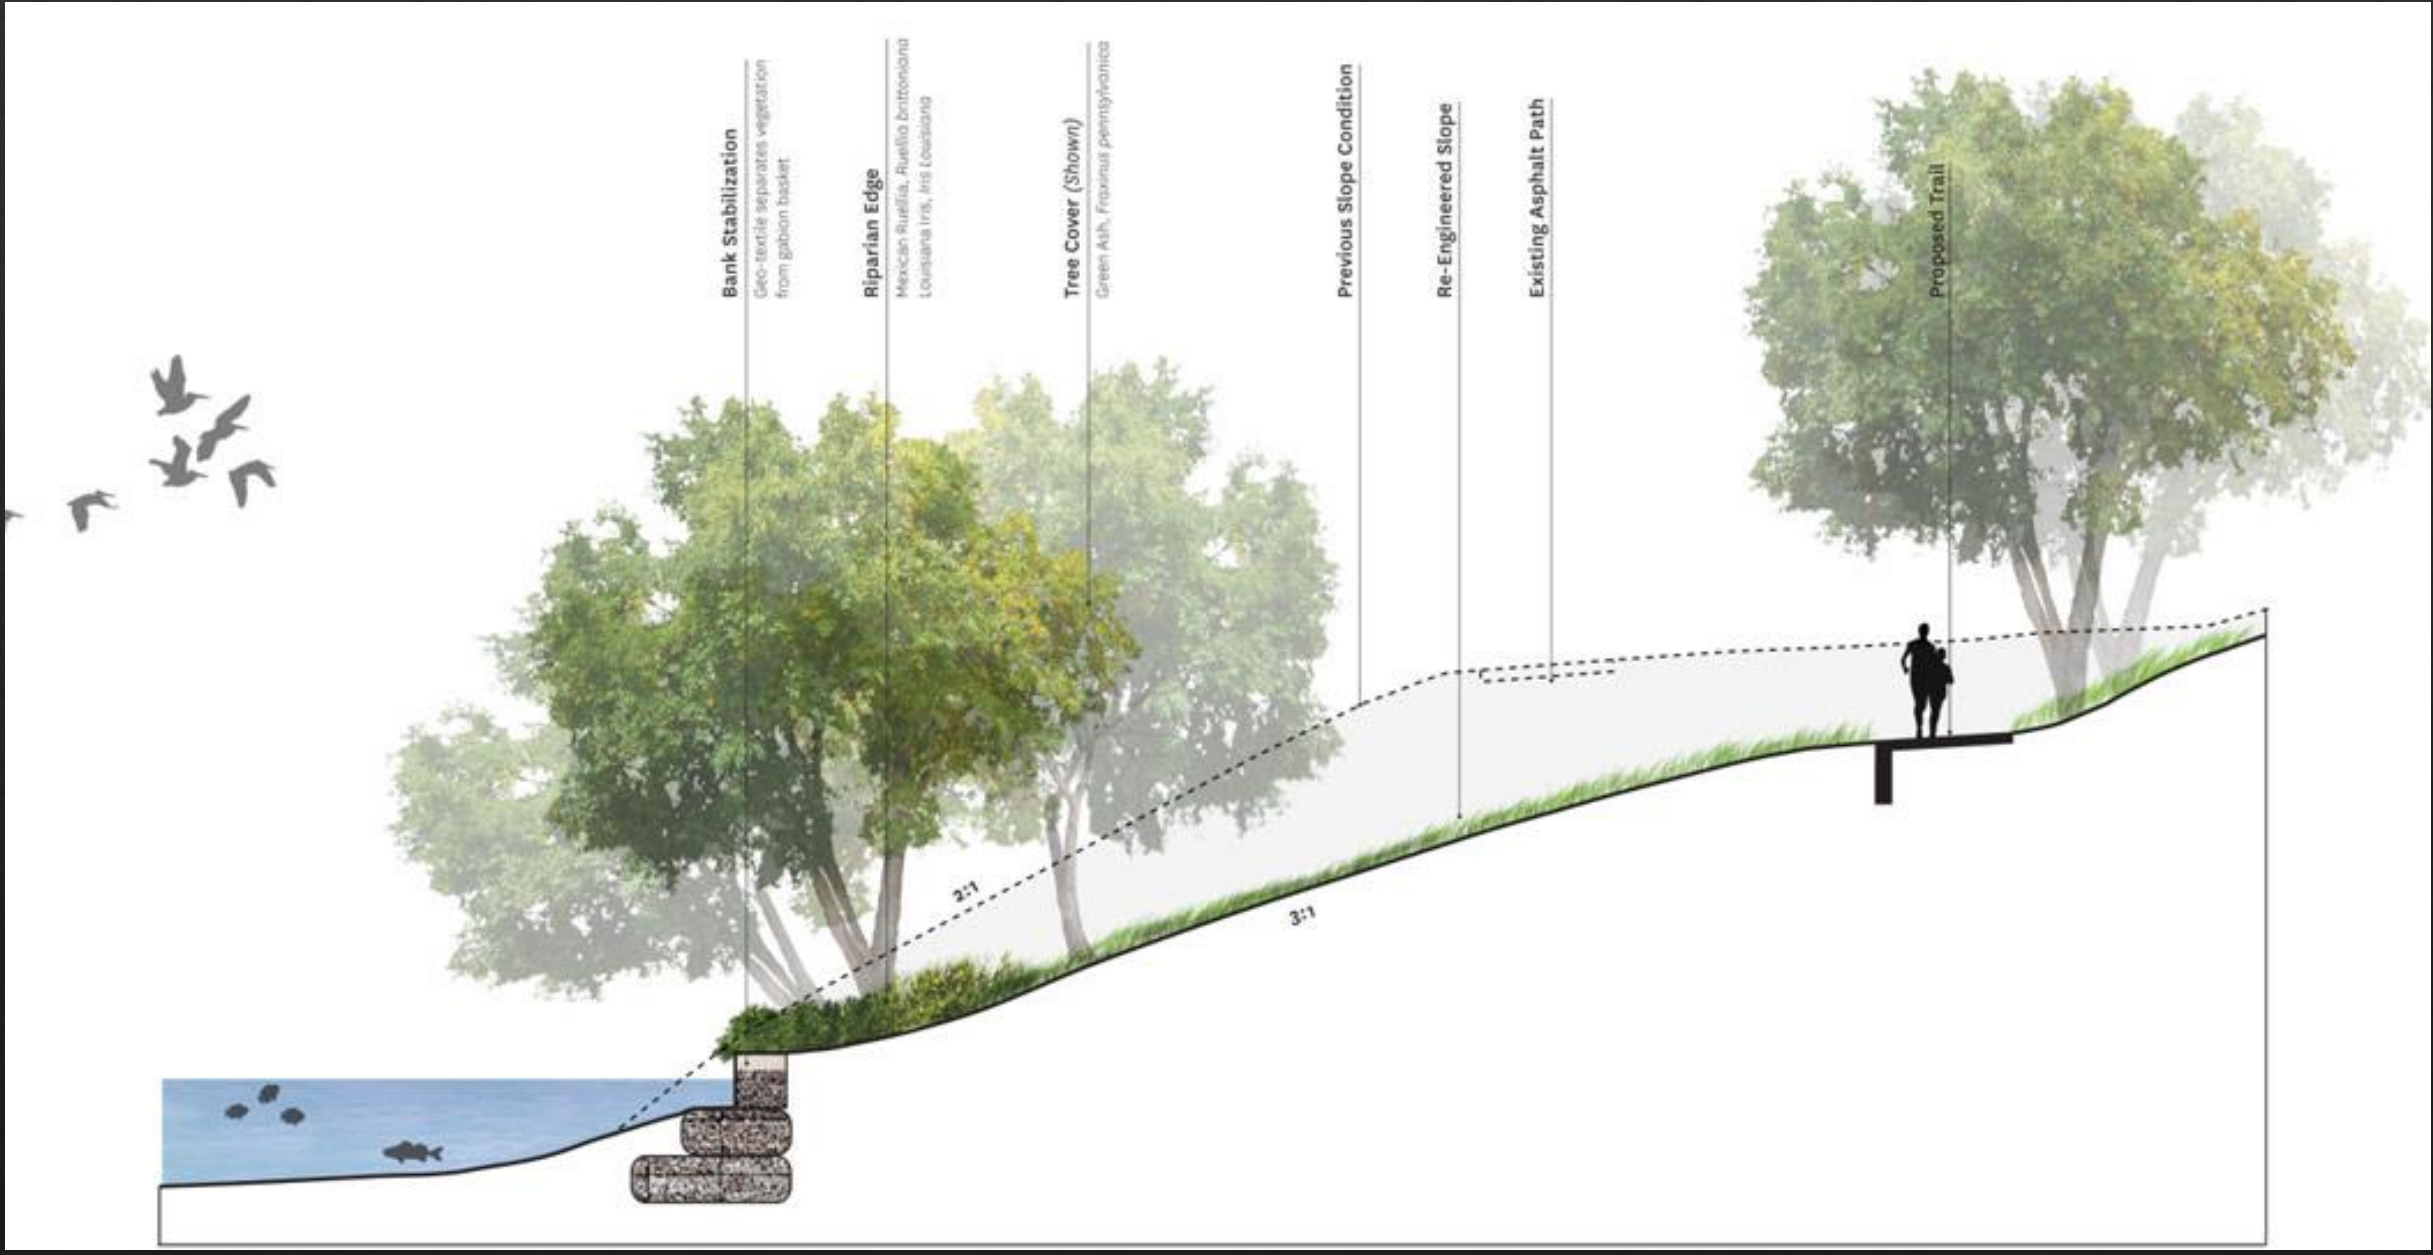 Bank Stabilization
Geo-textile separates vegetation
from gabion basket
Riparian Edge
Mexican Ruellia, Ruellia brittoniana
Louisiana Iris, Iris Louisiana
Tree Cover (Shown)
Green Ash, Fraxinus pennsylvanica
Previous Slope Condition
Re-Engineered Slope
Existing Asphalt Path
Proposed Trail
2:1
3:1